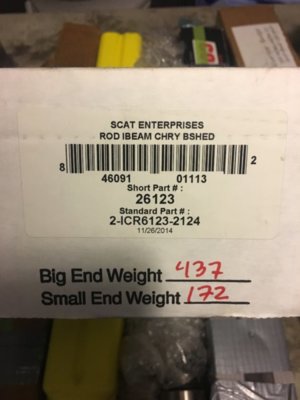 SCAT ENTERPRISES
ROD IBEAM CHRY BSHED
8 46091 01113 2
Short Part # :
26123
Standard Part # :
2-ICR6123-2124
11/26/2014
Big End Weight 437
Small End Weight 172